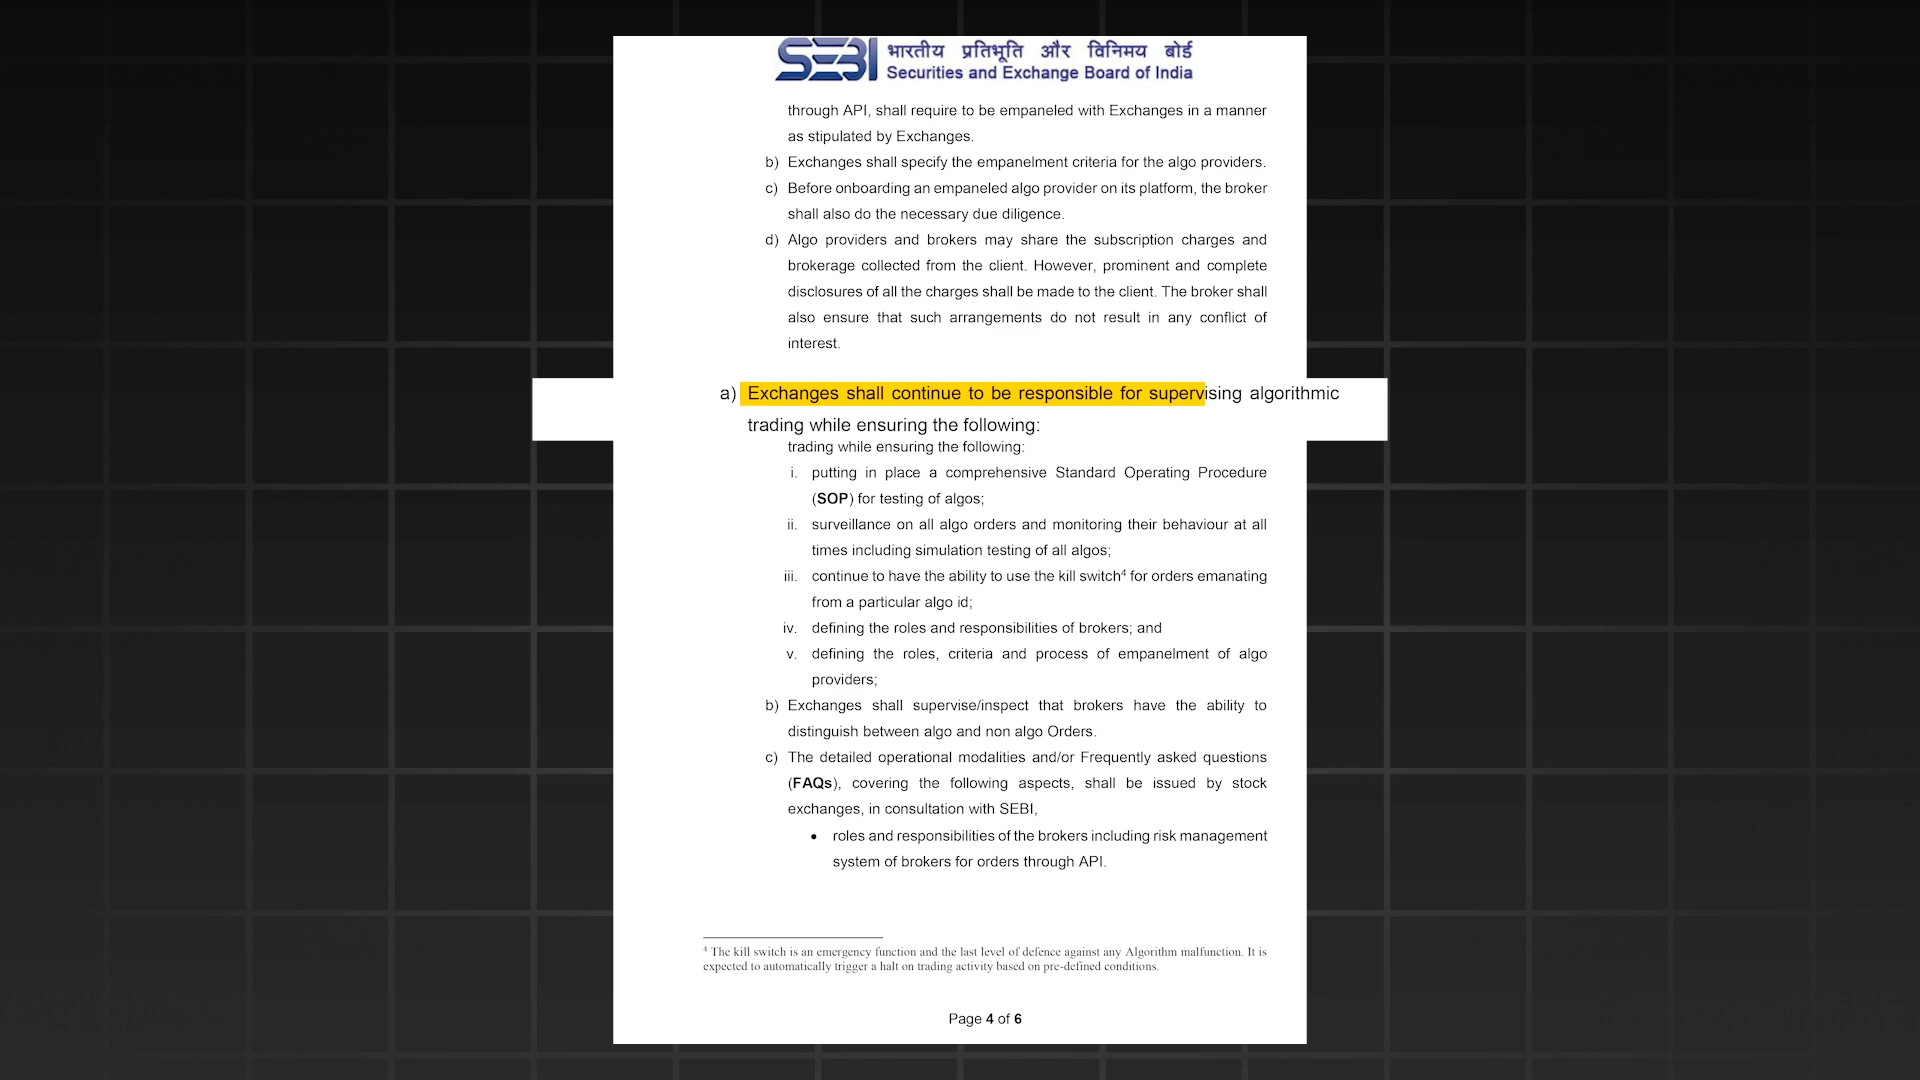 SEBI भारतीय प्रतिभूति और विनिमय बोर्ड
Securities and Exchange Board of India
through API, shall require to be empaneled with Exchanges in a manner
as stipulated by Exchanges.
b) Exchanges shall specify the empanelment criteria for the algo providers.
c) Before onboarding an empaneled algo provider on its platform, the broker
shall also do the necessary due diligence.
d) Algo providers and brokers may share the subscription charges and
brokerage collected from the client. However, prominent and complete
disclosures of all the charges shall be made to the client. The broker shall
also ensure that such arrangements do not result in any conflict of
interest.
a) Exchanges shall continue to be responsible for supervising algorithmic
trading while ensuring the following:
trading while ensuring the following:
i. putting in place a comprehensive Standard Operating Procedure
(SOP) for testing of algos;
ii. surveillance on all algo orders and monitoring their behaviour at all
times including simulation testing of all algos;
iii. continue to have the ability to use the kill switch⁴ for orders emanating
from a particular algo id;
iv. defining the roles and responsibilities of brokers; and
v. defining the roles, criteria and process of empanelment of algo
providers;
b) Exchanges shall supervise/inspect that brokers have the ability to
distinguish between algo and non algo Orders.
c) The detailed operational modalities and/or Frequently asked questions
(FAQs), covering the following aspects, shall be issued by stock
exchanges, in consultation with SEBI,
• roles and responsibilities of the brokers including risk management
system of brokers for orders through API.
⁴ The kill switch is an emergency function and the last level of defence against any Algorithm malfunction. It is
expected to automatically trigger a halt on trading activity based on pre-defined conditions.
Page 4 of 6